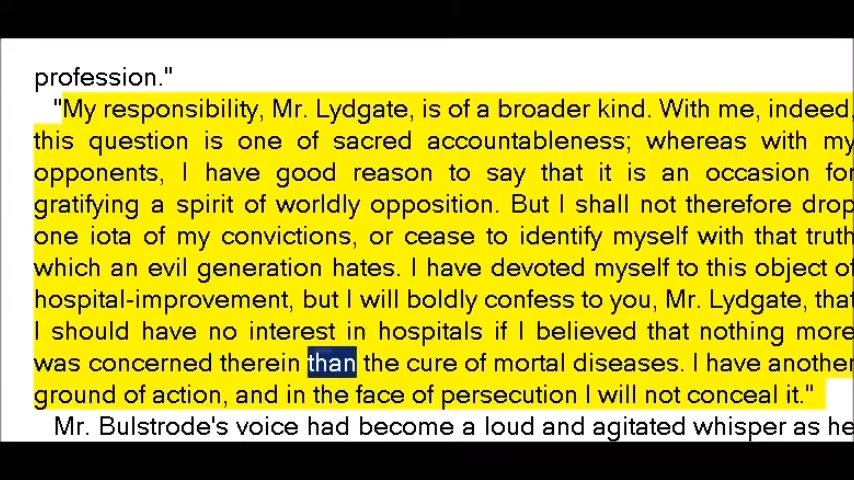 profession."
"My responsibility, Mr. Lydgate, is of a broader kind. With me, indeed,
this question is one of sacred accountableness; whereas with my
opponents, I have good reason to say that it is an occasion for
gratifying a spirit of worldly opposition. But I shall not therefore drop
one iota of my convictions, or cease to identify myself with that truth
which an evil generation hates. I have devoted myself to this object of
hospital-improvement, but I will boldly confess to you, Mr. Lydgate, that
I should have no interest in hospitals if I believed that nothing more
was concerned therein than the cure of mortal diseases. I have another
ground of action, and in the face of persecution I will not conceal it."
Mr. Bulstrode's voice had become a loud and agitated whisper as he